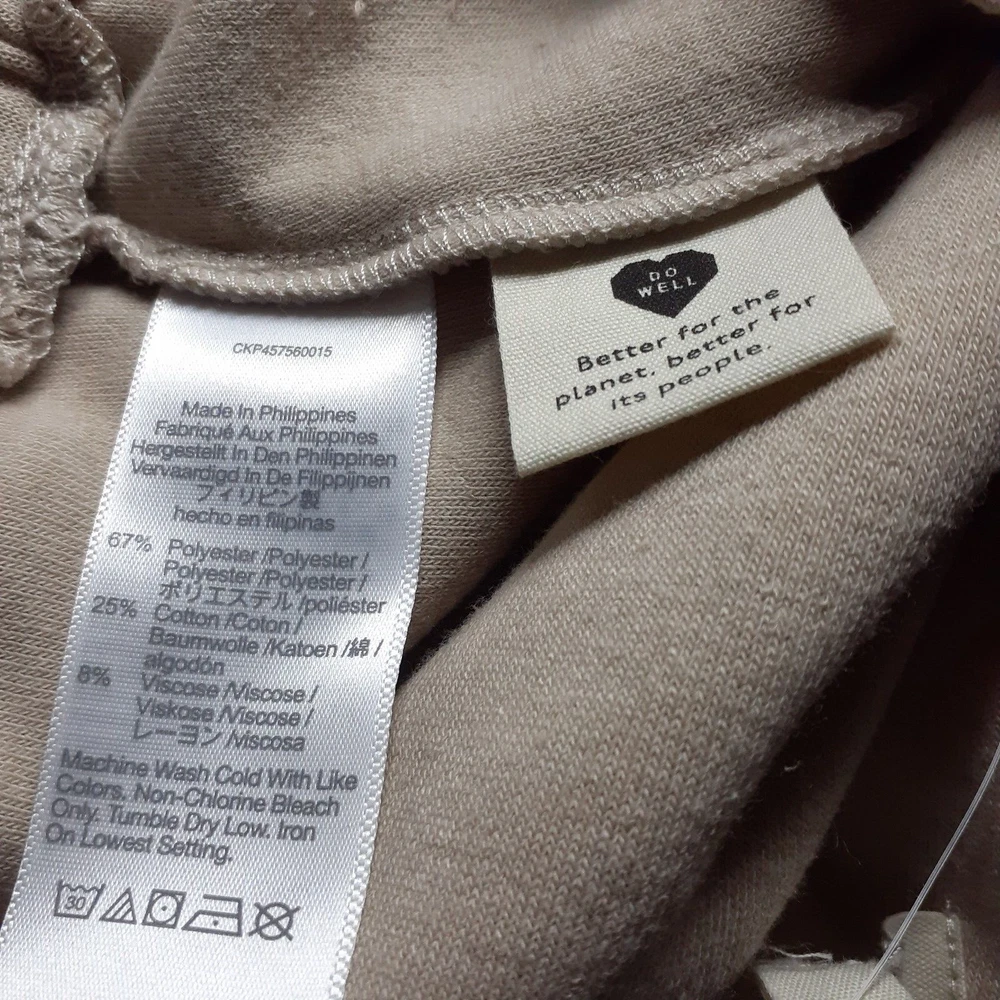 CKP457560015
Made In Philippines
Fabriqué Aux Philippines
Hergestellt In Den Philippinen
Vervaardigd In De Filippijnen
フィリピン製
hecho en filipinas
67% Polyester /Polyester /
Polyester /Polyester /
ポリエステル /poliéster
25% Cotton /Coton /
Baumwolle /Katoen /綿 /
algodón
8% Viscose /Viscose /
Viskose /Viscose /
レーヨン /viscosa
Machine Wash Cold With Like
Colors. Non-Chlorine Bleach
Only. Tumble Dry Low. Iron
On Lowest Setting.
30
DO
WELL
Better for the
planet. better for
its people.